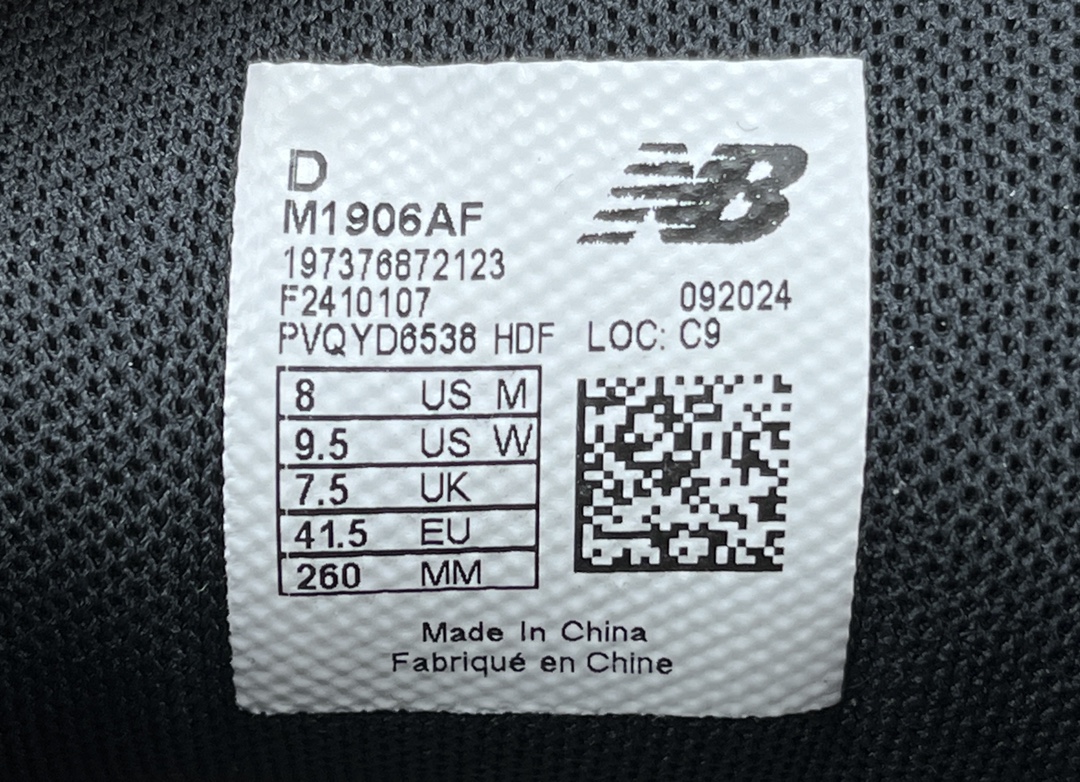 D
NB
M1906AF
197376872123
F2410107 092024
PVQYD6538 HDF LOC: C9
8 US M
9.5 US W
7.5 UK
41.5 EU
260 MM
Made In China
Fabriqué en Chine